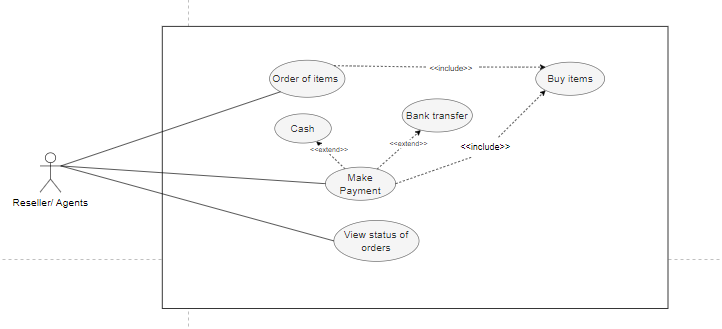 Order of items
<<include>>
Buy items
Cash
Bank transfer
<<extend>>
<<extend>>
<<include>>
Make
Payment
Reseller/ Agents
View status of
orders